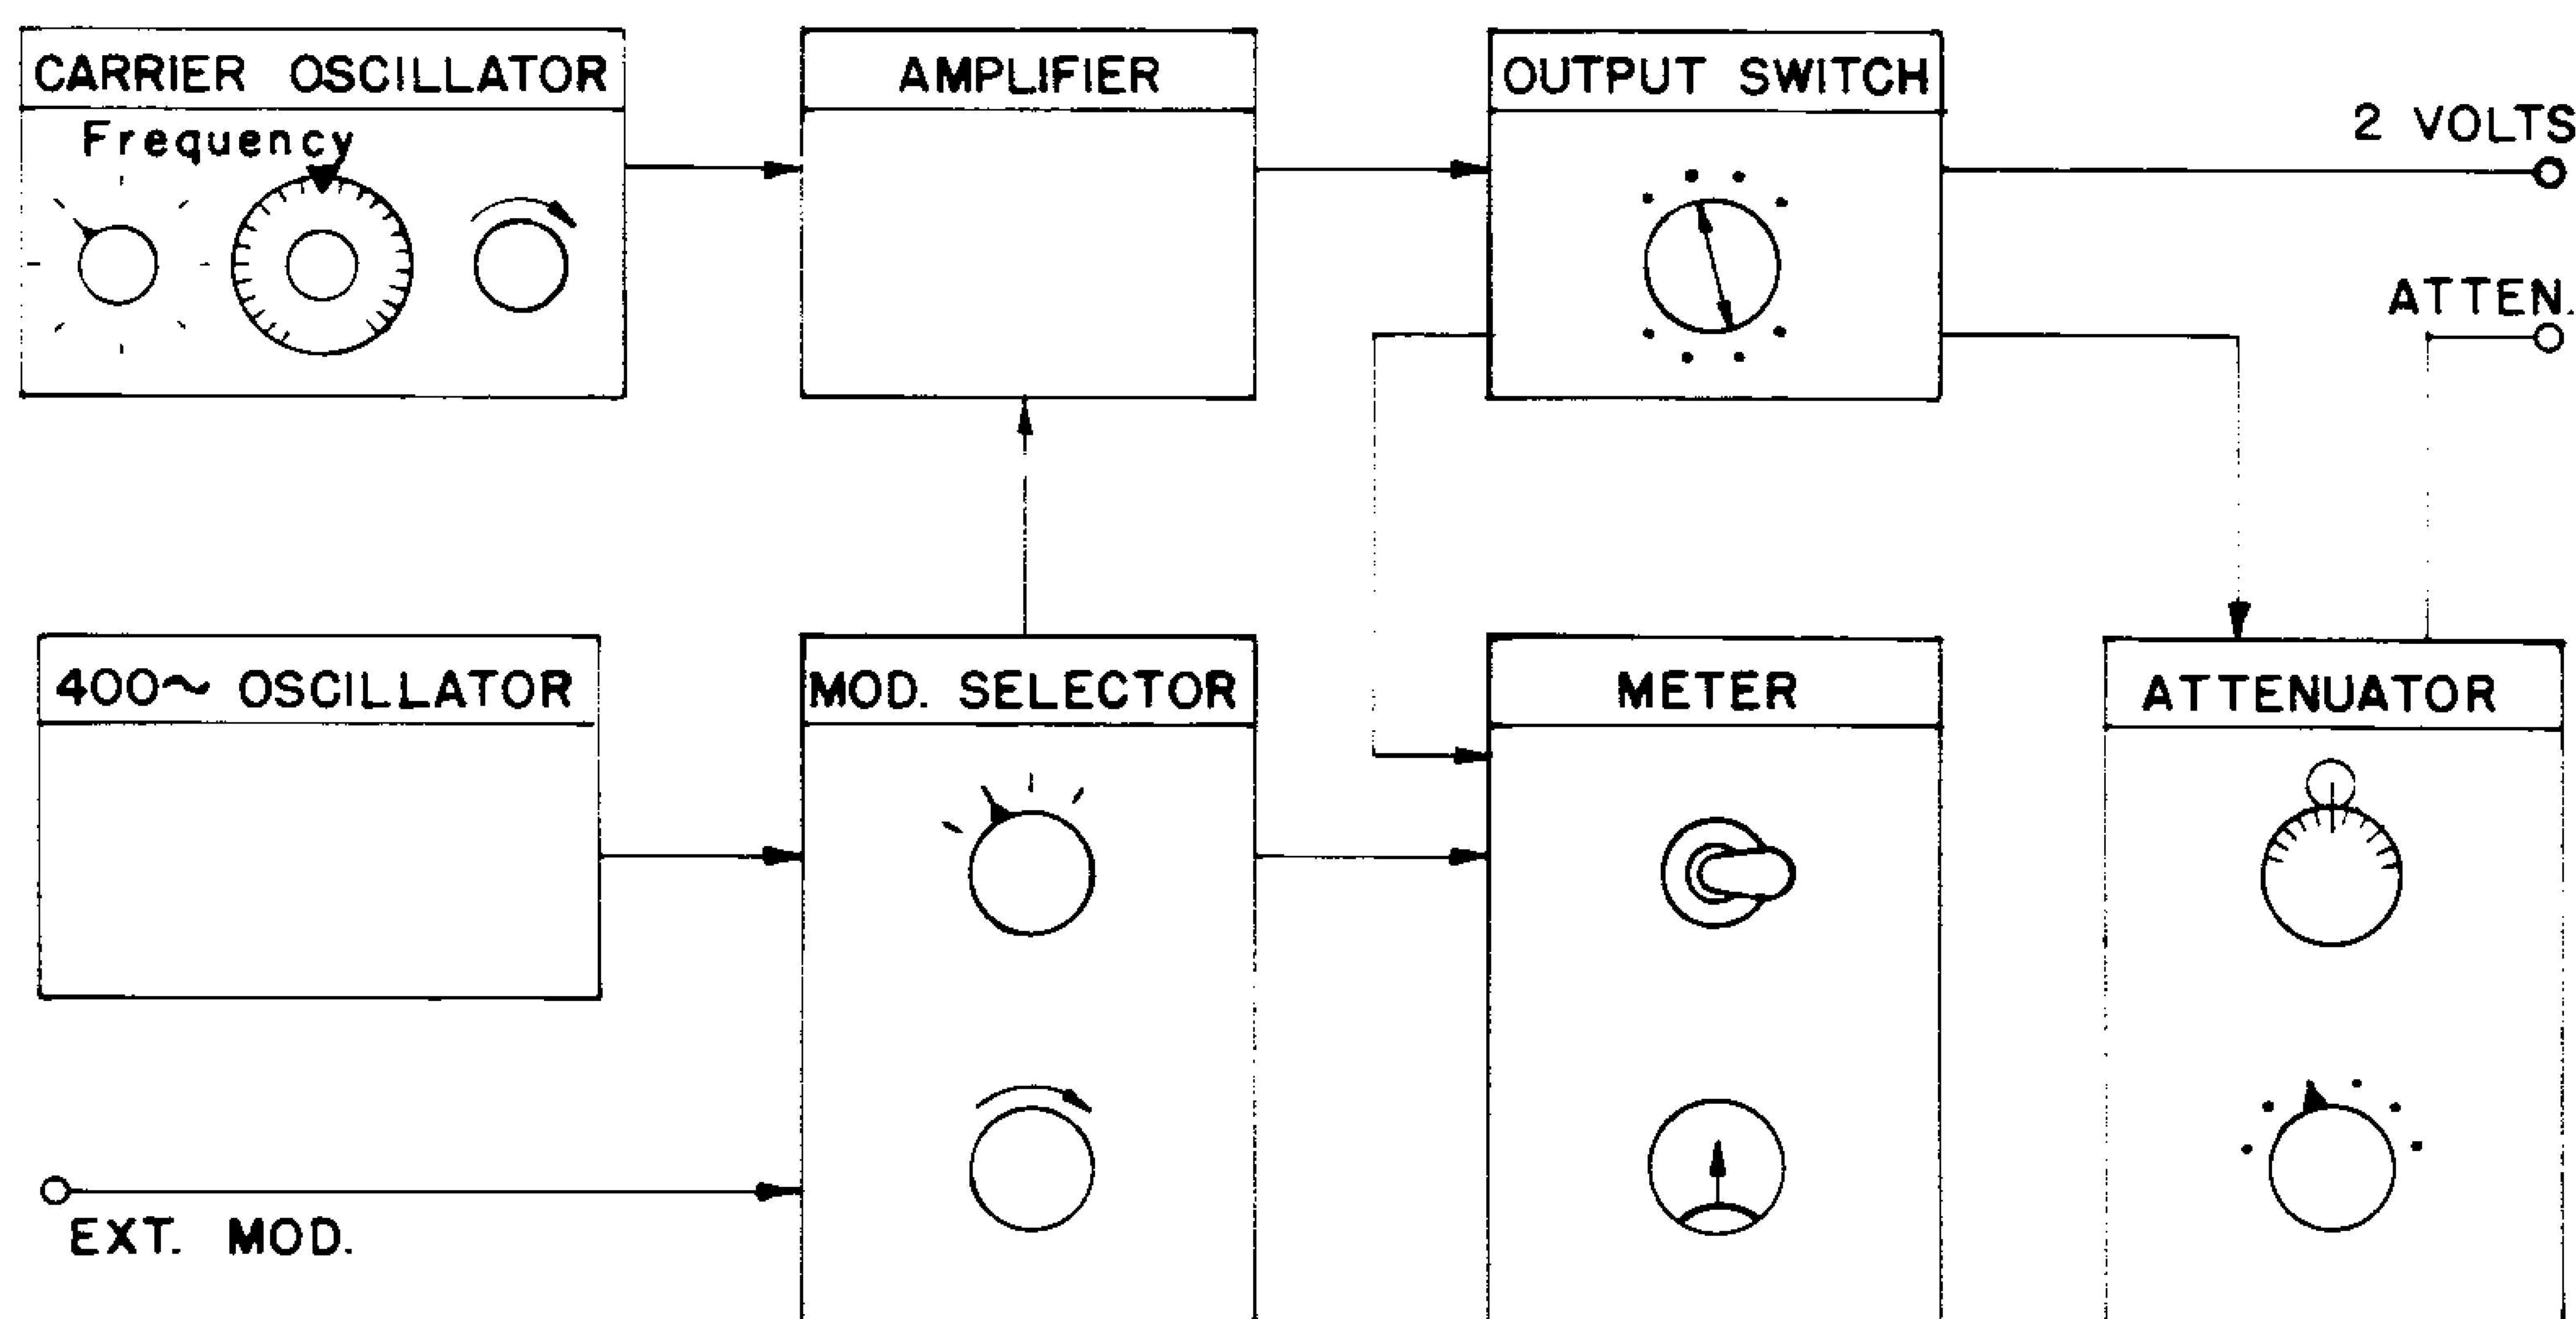 CARRIER OSCILLATOR
Frequency
AMPLIFIER
OUTPUT SWITCH
2 VOLTS
ATTEN.
400~ OSCILLATOR
MOD. SELECTOR
METER
ATTENUATOR
EXT. MOD.